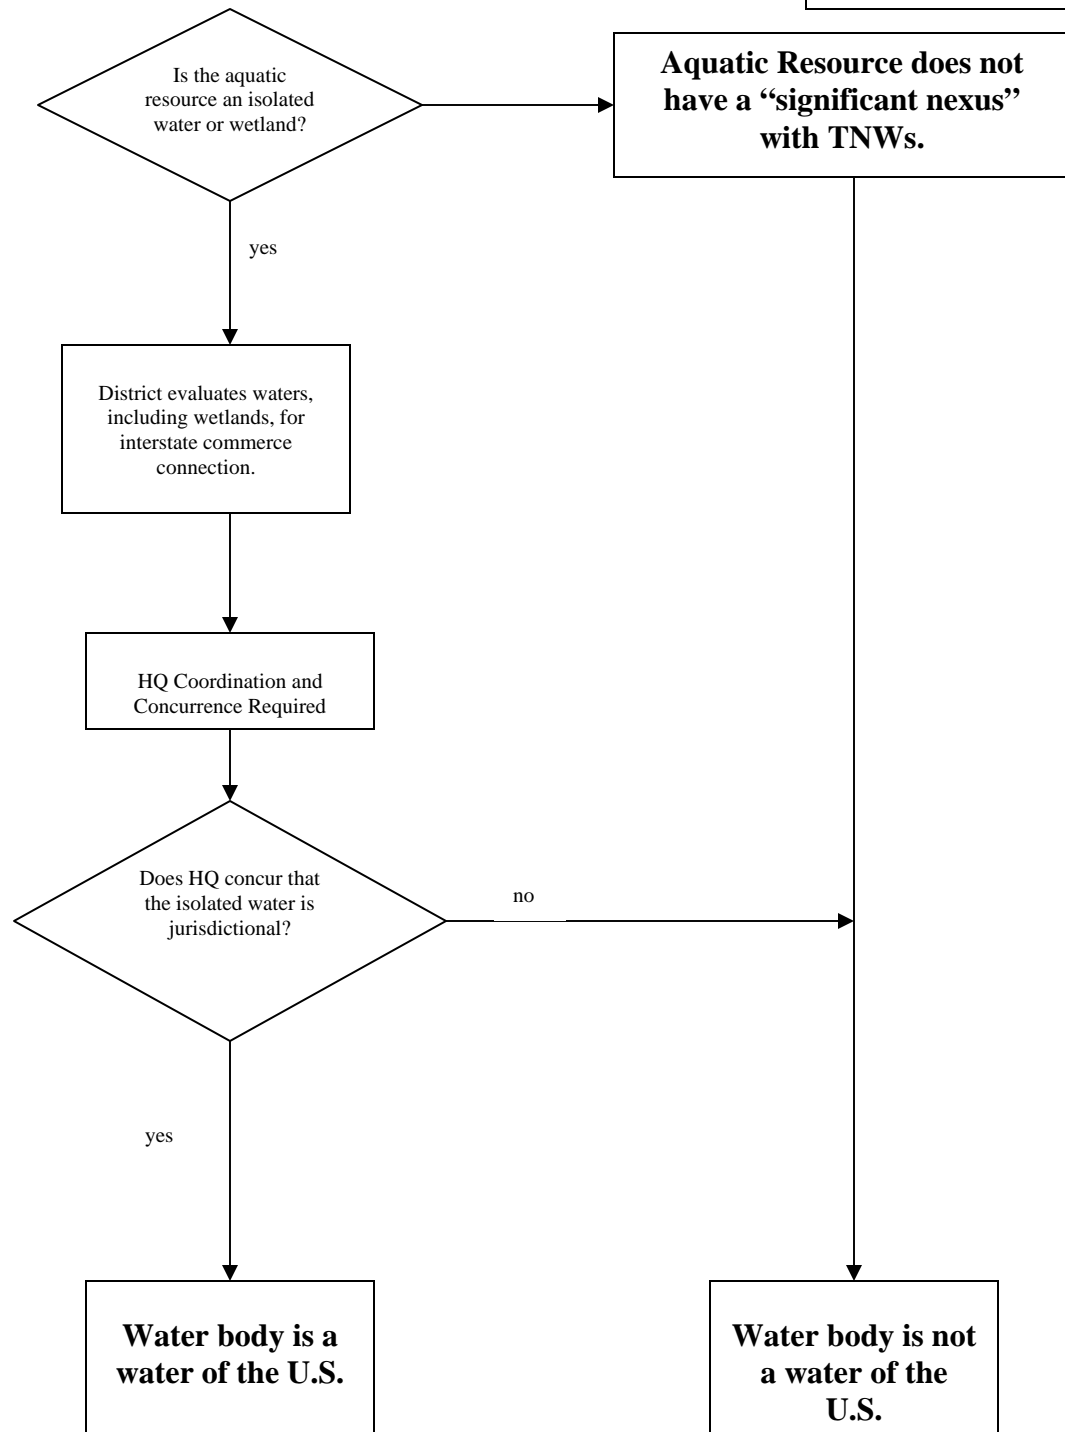 Is the aquatic
resource an isolated
water or wetland?
Aquatic Resource does not
have a “significant nexus”
with TNWs.
yes
District evaluates waters,
including wetlands, for
interstate commerce
connection.
HQ Coordination and
Concurrence Required
Does HQ concur that
the isolated water is
jurisdictional?
no
yes
Water body is a
water of the U.S.
Water body is not
a water of the
U.S.